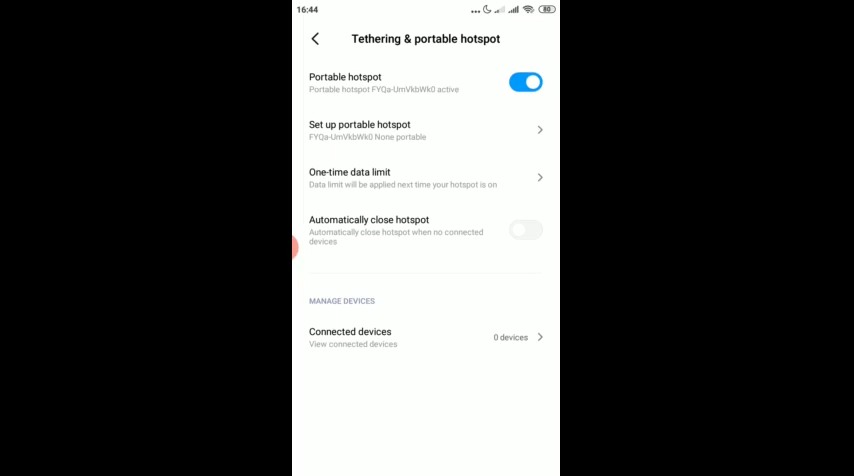 16:44
80
Tethering & portable hotspot
Portable hotspot
Portable hotspot FYQa-UmVkbWk0 active
Set up portable hotspot
FYQa-UmVkbWk0 None portable
One-time data limit
Data limit will be applied next time your hotspot is on
Automatically close hotspot
Automatically close hotspot when no connected
devices
MANAGE DEVICES
Connected devices
0 devices
View connected devices